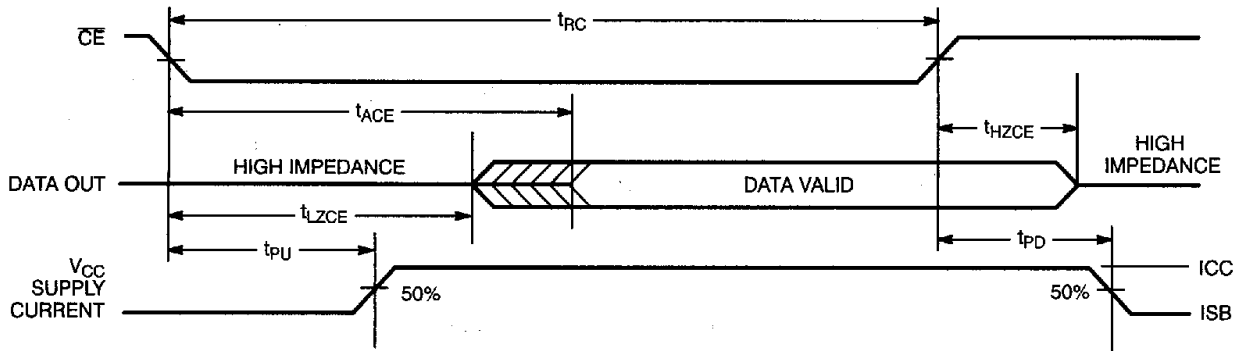 tRC
CE
tACE
tHZCE
HIGH IMPEDANCE
HIGH
IMPEDANCE
DATA OUT
DATA VALID
tLZCE
tPU
tPD
VCC
SUPPLY
CURRENT
50%
50%
ICC
ISB